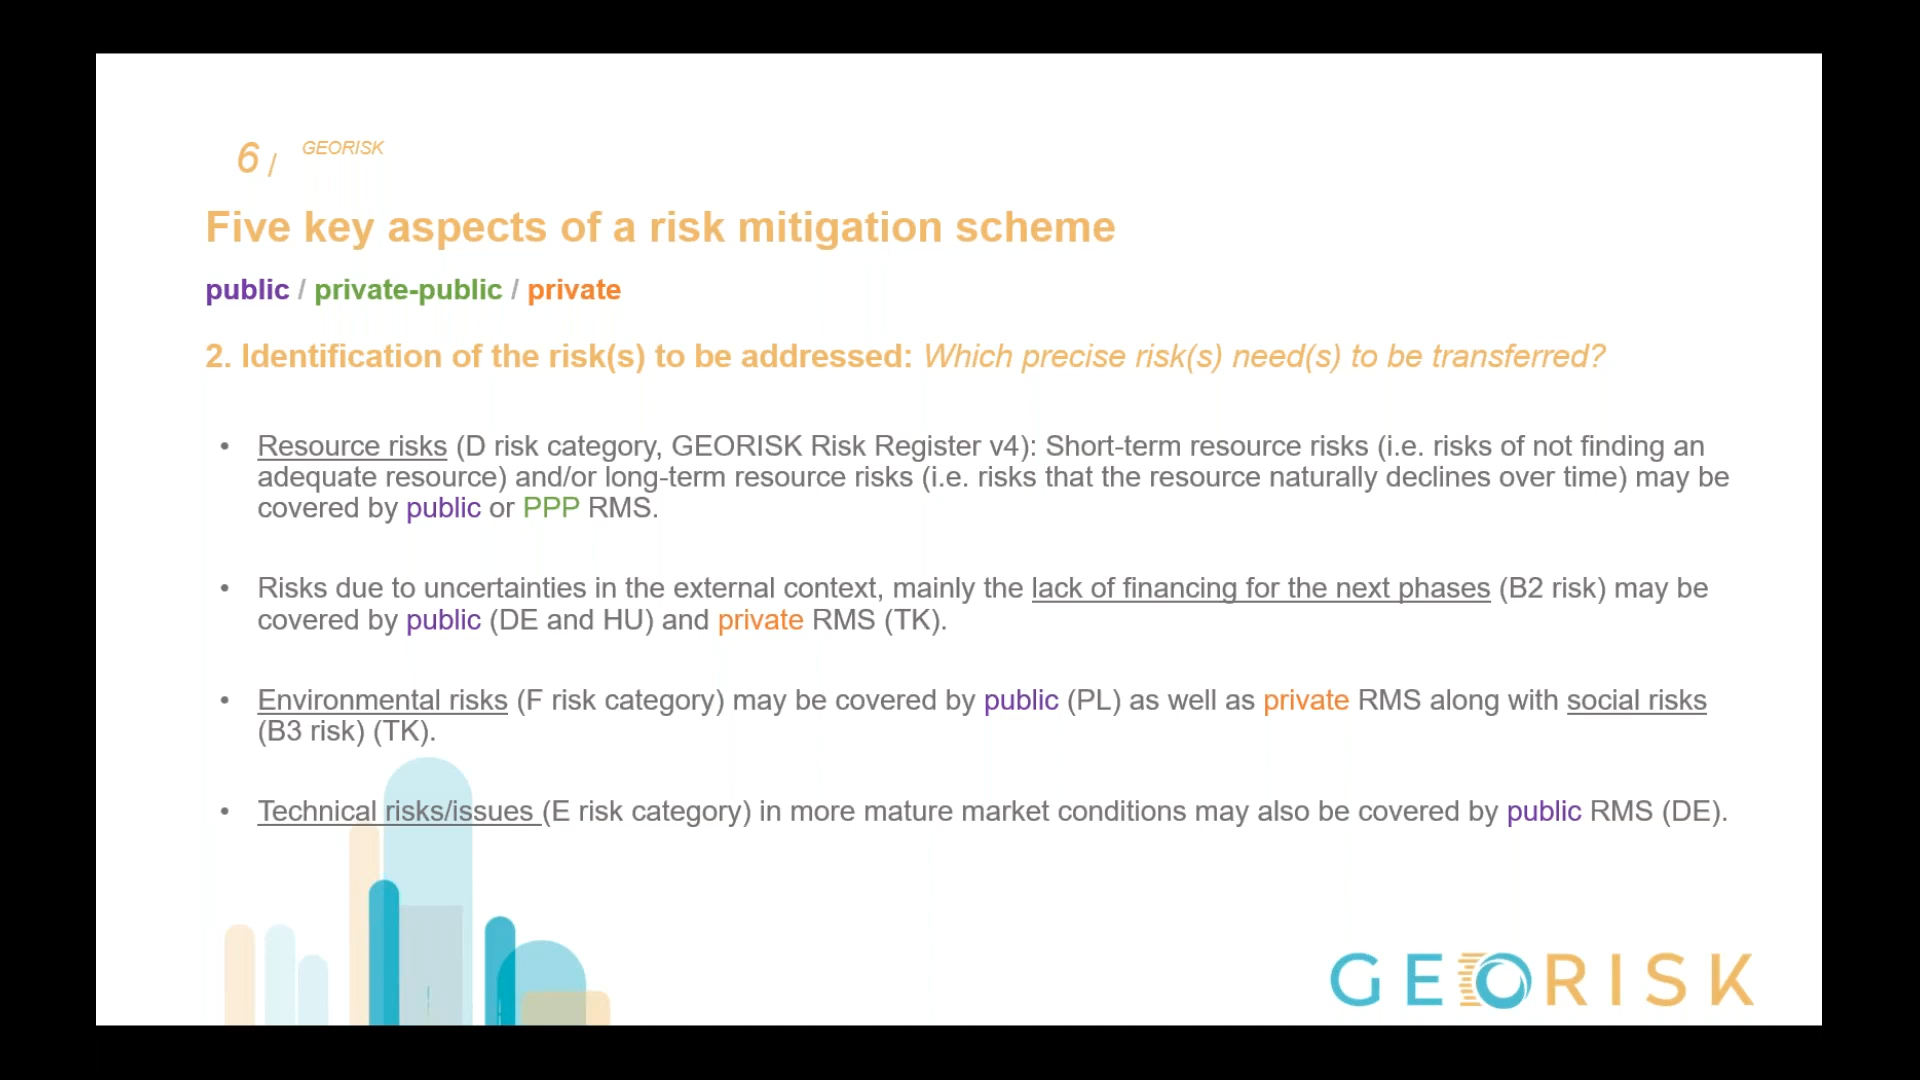 6 / GEORISK
Five key aspects of a risk mitigation scheme
public / private-public / private
2. Identification of the risk(s) to be addressed: Which precise risk(s) need(s) to be transferred?
• Resource risks (D risk category, GEORISK Risk Register v4): Short-term resource risks (i.e. risks of not finding an
adequate resource) and/or long-term resource risks (i.e. risks that the resource naturally declines over time) may be
covered by public or PPP RMS.
• Risks due to uncertainties in the external context, mainly the lack of financing for the next phases (B2 risk) may be
covered by public (DE and HU) and private RMS (TK).
• Environmental risks (F risk category) may be covered by public (PL) as well as private RMS along with social risks
(B3 risk) (TK).
• Technical risks/issues (E risk category) in more mature market conditions may also be covered by public RMS (DE).
GEORISK